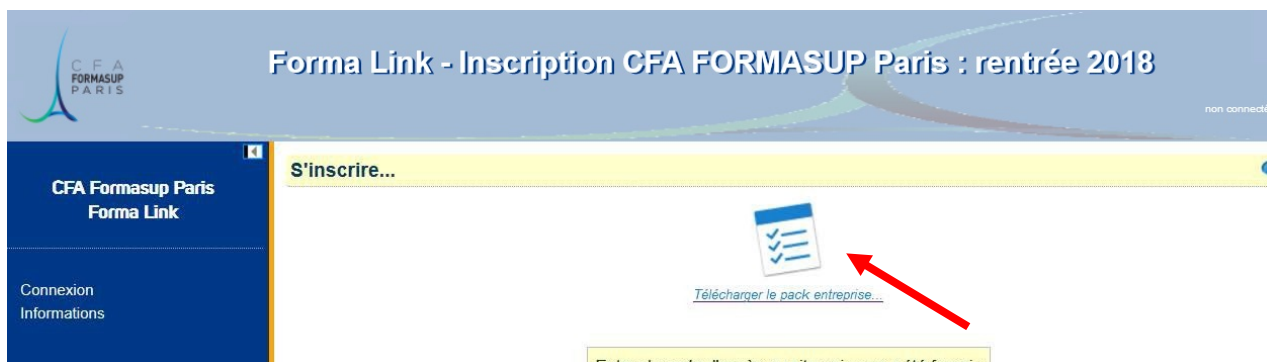 CFA
FORMASUP
PARIS
Forma Link - Inscription CFA FORMASUP Paris : rentrée 2018
non connecté
CFA Formasup Paris
Forma Link
Connexion
Informations
S'inscrire...
Télécharger le pack entreprise...